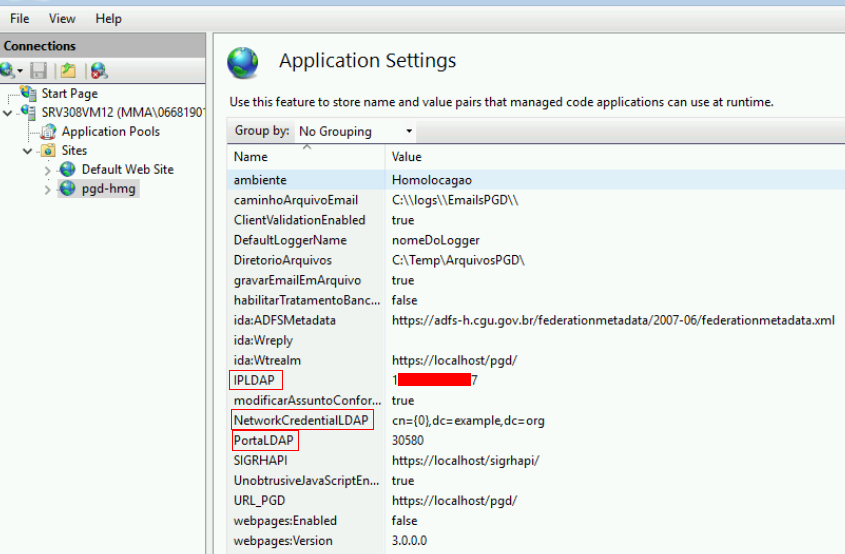 File View Help
Connections
Start Page
SRV308VM12 (MMA\06681901
Application Pools
Sites
Default Web Site
pgd-hmg
Application Settings
Use this feature to store name and value pairs that managed code applications can use at runtime.
Group by: No Grouping
Name Value
ambiente Homolocagao
caminhoArquivoEmail C:\\logs\\EmailsPGD\\
ClientValidationEnabled true
DefaultLoggerName nomeDoLogger
DiretorioArquivos C:\Temp\ArquivosPGD\
gravarEmailEmArquivo true
habilitarTratamentoBanc... false
ida:ADFSMetadata https://adfs-h.cgu.gov.br/federationmetadata/2007-06/federationmetadata.xml
ida:Wreply
ida:Wtrealm https://localhost/pgd/
IPLDAP 1 7
modificarAssuntoConfor... true
NetworkCredentialLDAP cn={0},dc=example,dc=org
PortaLDAP 30580
SIGRHAPI https://localhost/sigrhapi/
UnobtrusiveJavaScriptEn... true
URL_PGD https://localhost/pgd/
webpages:Enabled false
webpages:Version 3.0.0.0